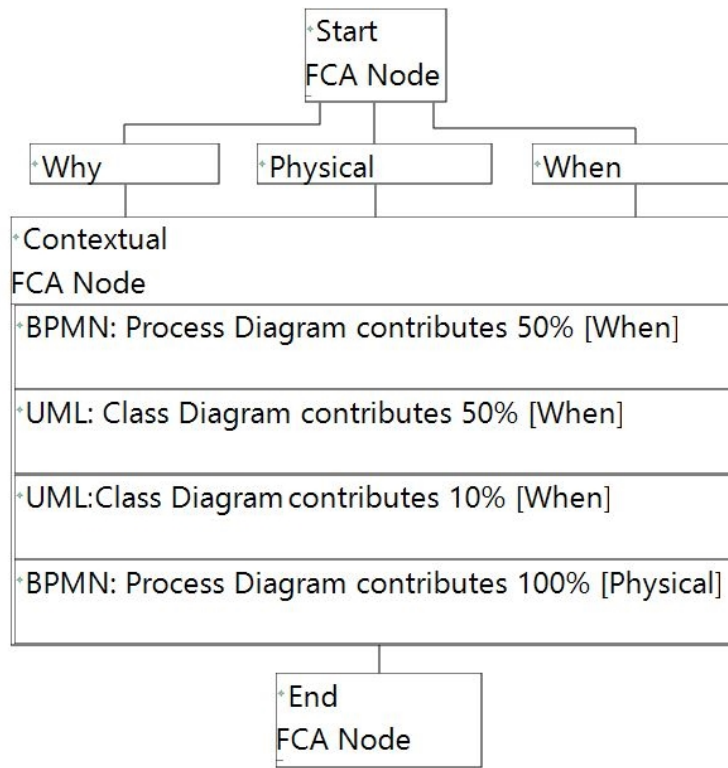 Start
FCA Node
Why
Physical
When
Contextual
FCA Node
BPMN: Process Diagram contributes 50% [When]
UML: Class Diagram contributes 50% [When]
UML:Class Diagram contributes 10% [When]
BPMN: Process Diagram contributes 100% [Physical]
End
FCA Node